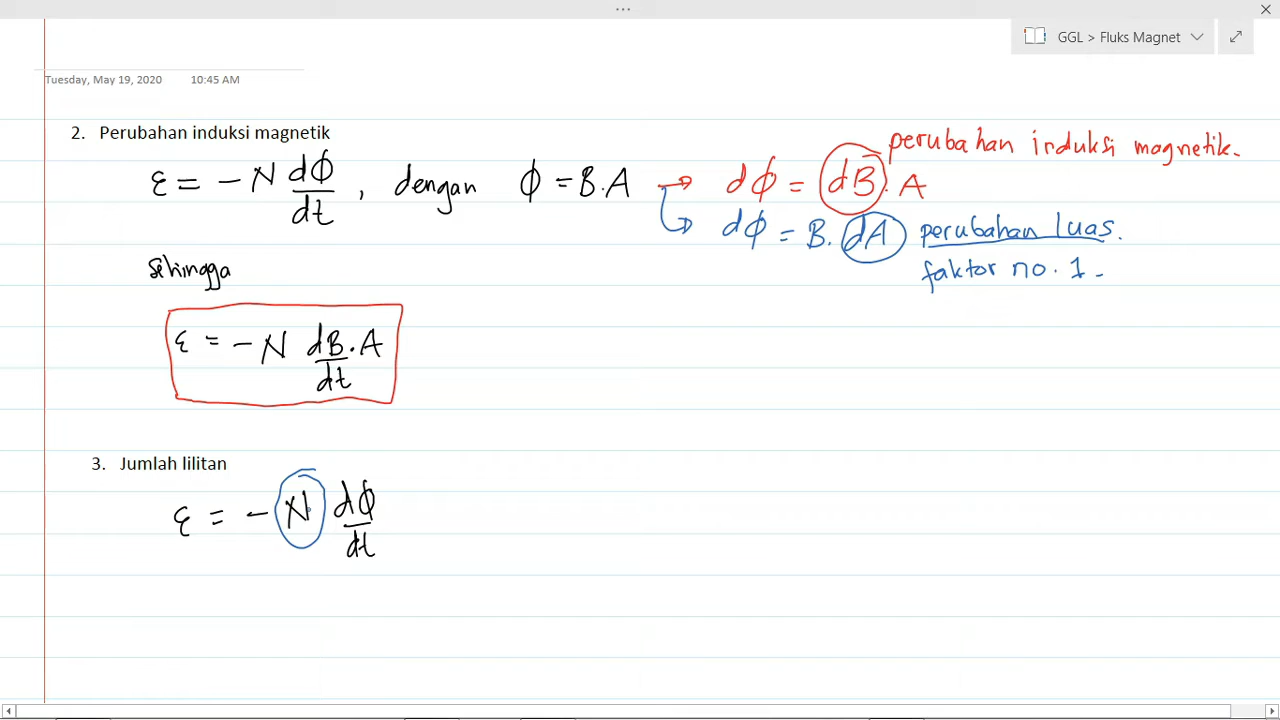 GGL > Fluks Magnet
Tuesday, May 19, 2020 10:45 AM
2. Perubahan induksi magnetik
ε = - N dϕ/dt , dengan ϕ = B.A → dϕ = dB.A perubahan induksi magnetik.
dϕ = B.dA perubahan luas.
faktor no. 1.
sehingga
ε = - N dB/dt.A
3. Jumlah lilitan
ε = - N dϕ/dt